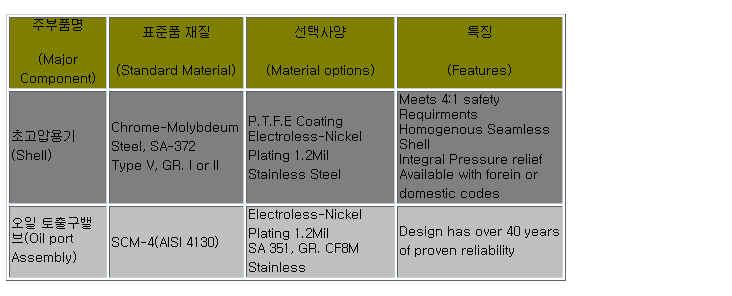 주부품명
(Major
Component)
표준품 재질
(Standard Material)
선택사양
(Material options)
특징
(Features)
초고압용기
(Shell)
Chrome-Molybdeum
Steel, SA-372
Type V, GR. I or II
P.T.F.E Coating
Electroless-Nickel
Plating 1.2Mil
Stainless Steel
Meets 4:1 safety
Requirments
Homogenous Seamless
Shell
Integral Pressure relief
Available with forein or
domestic codes
오일 토출구밸
브(Oil port
Assembly)
SCM-4(AISI 4130)
Electroless-Nickel
Plating 1.2Mil
SA 351, GR. CF8M
Stainless
Design has over 40 years
of proven reliability